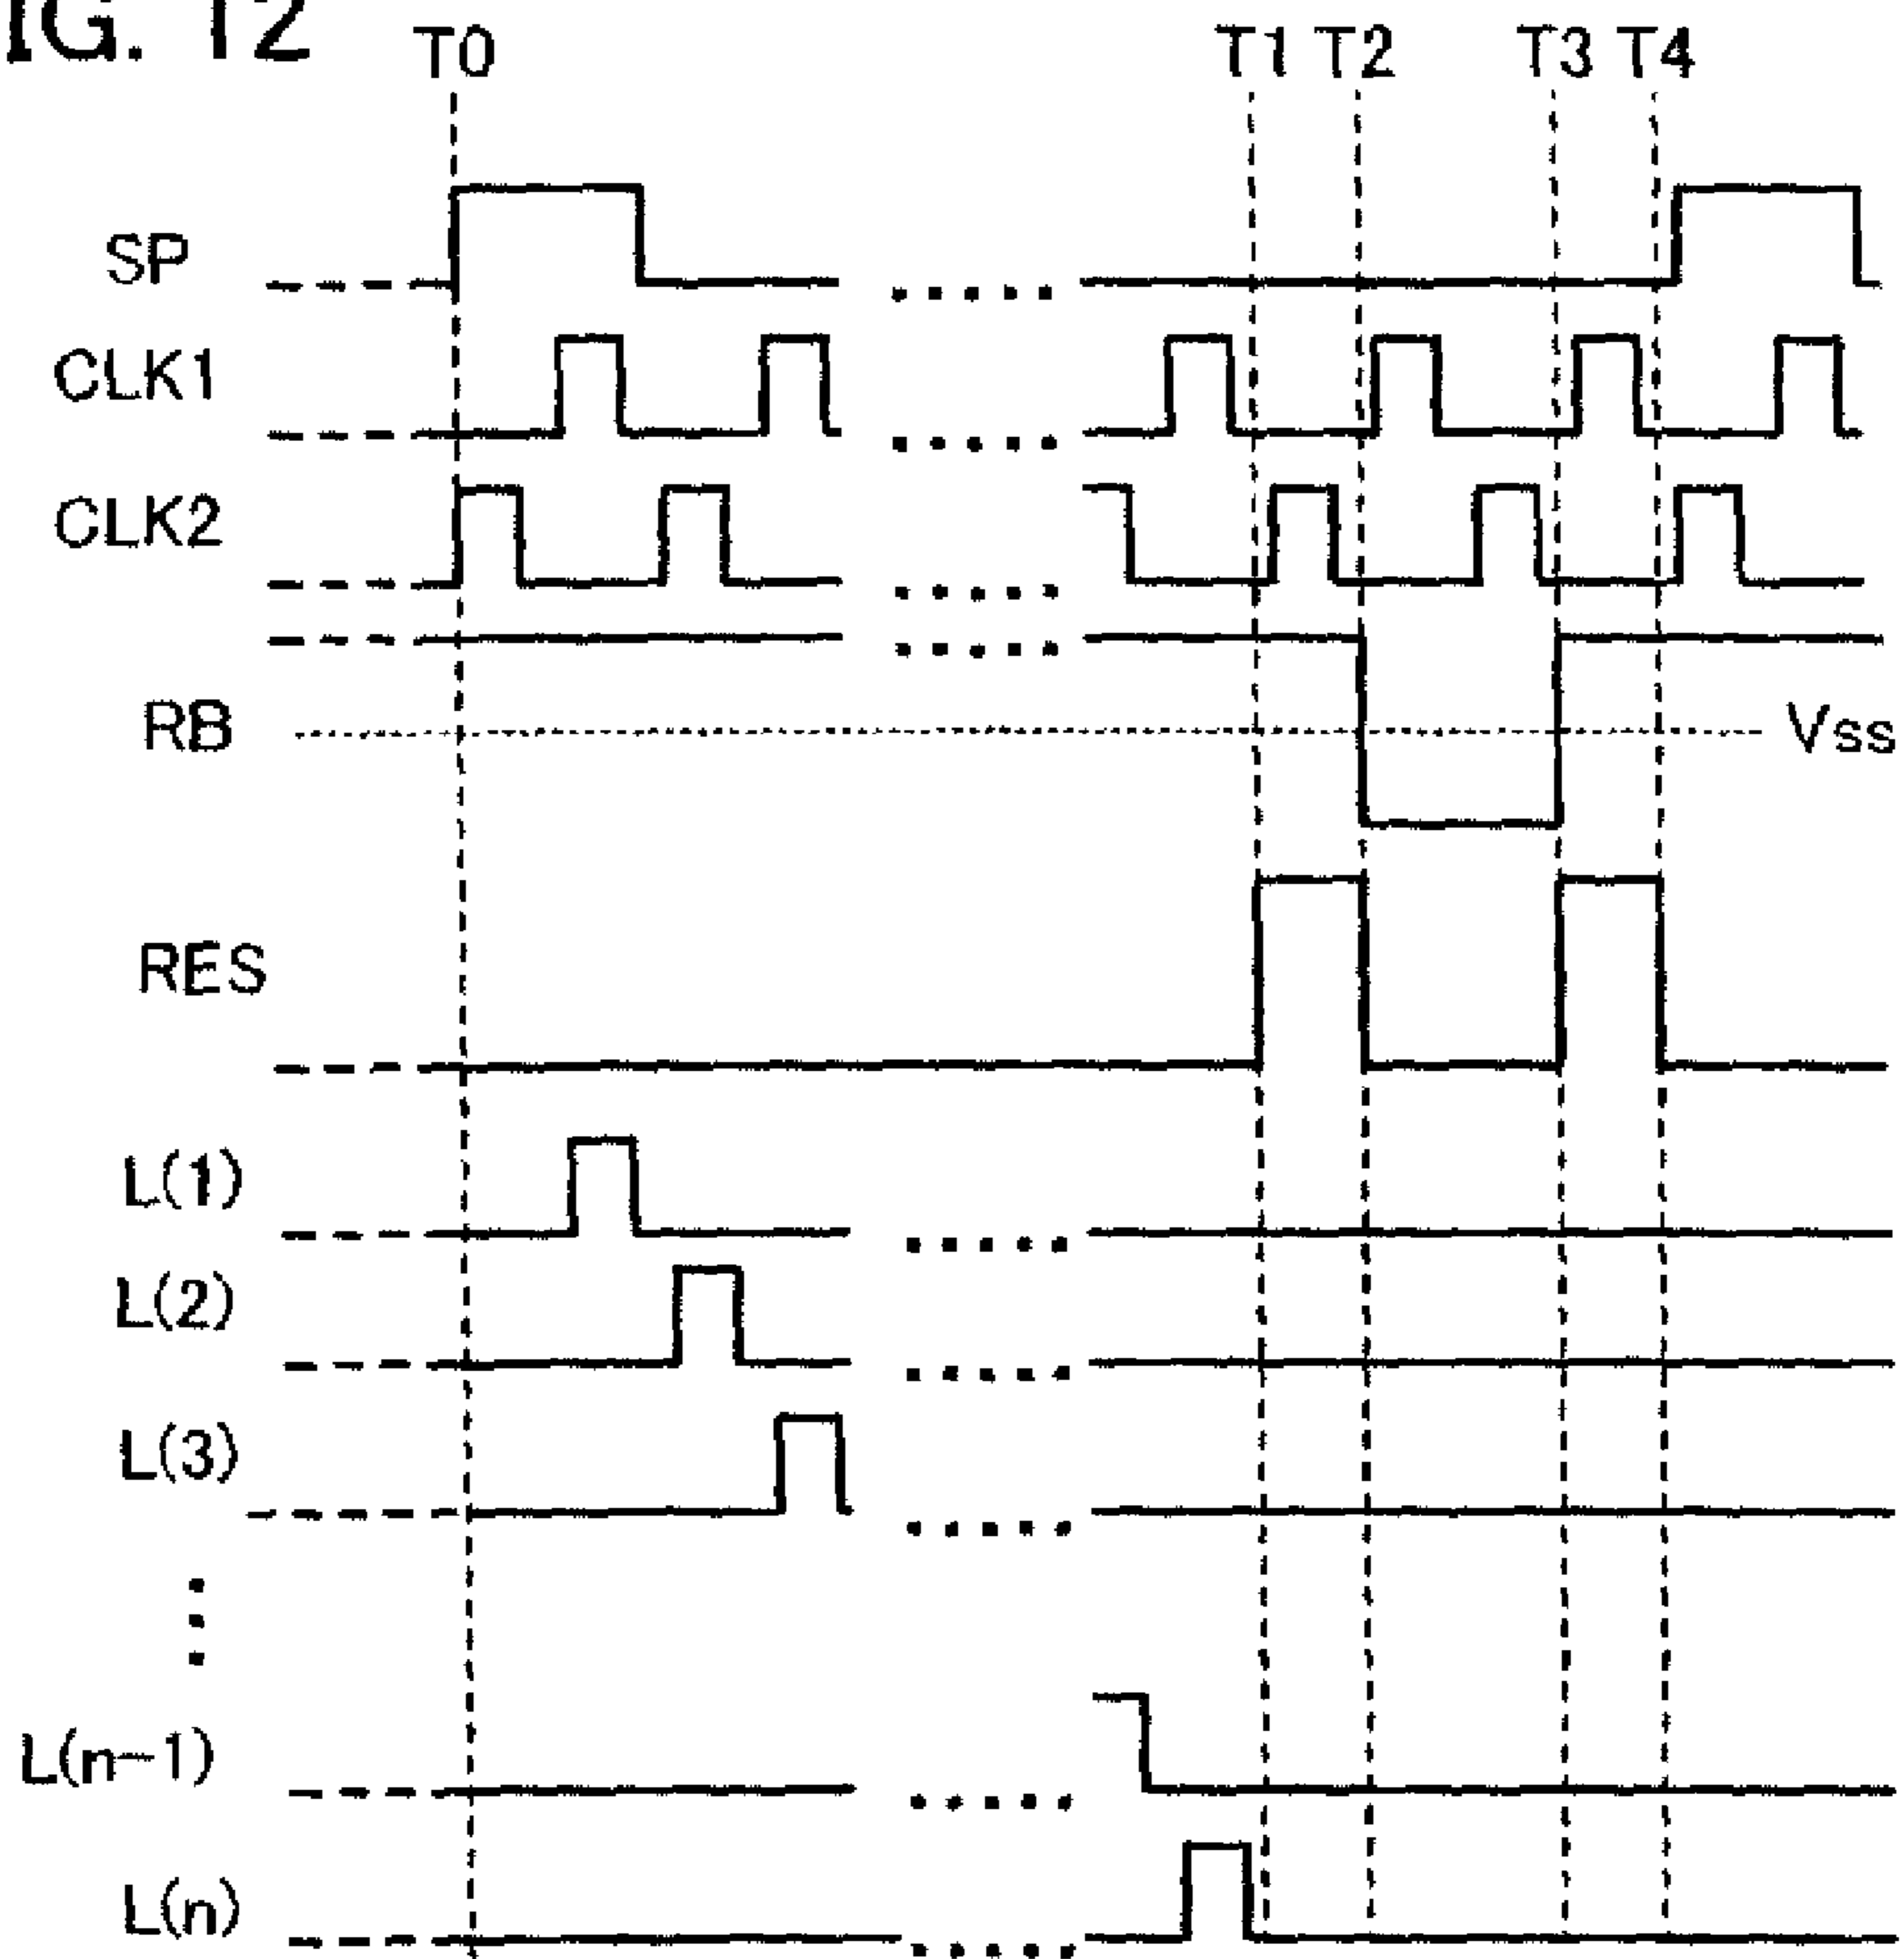 IG. 12
T0 T1 T2 T3 T4
SP
CLK1
CLK2
RB
Vss
RES
L(1)
L(2)
L(3)
L(n-1)
L(n)